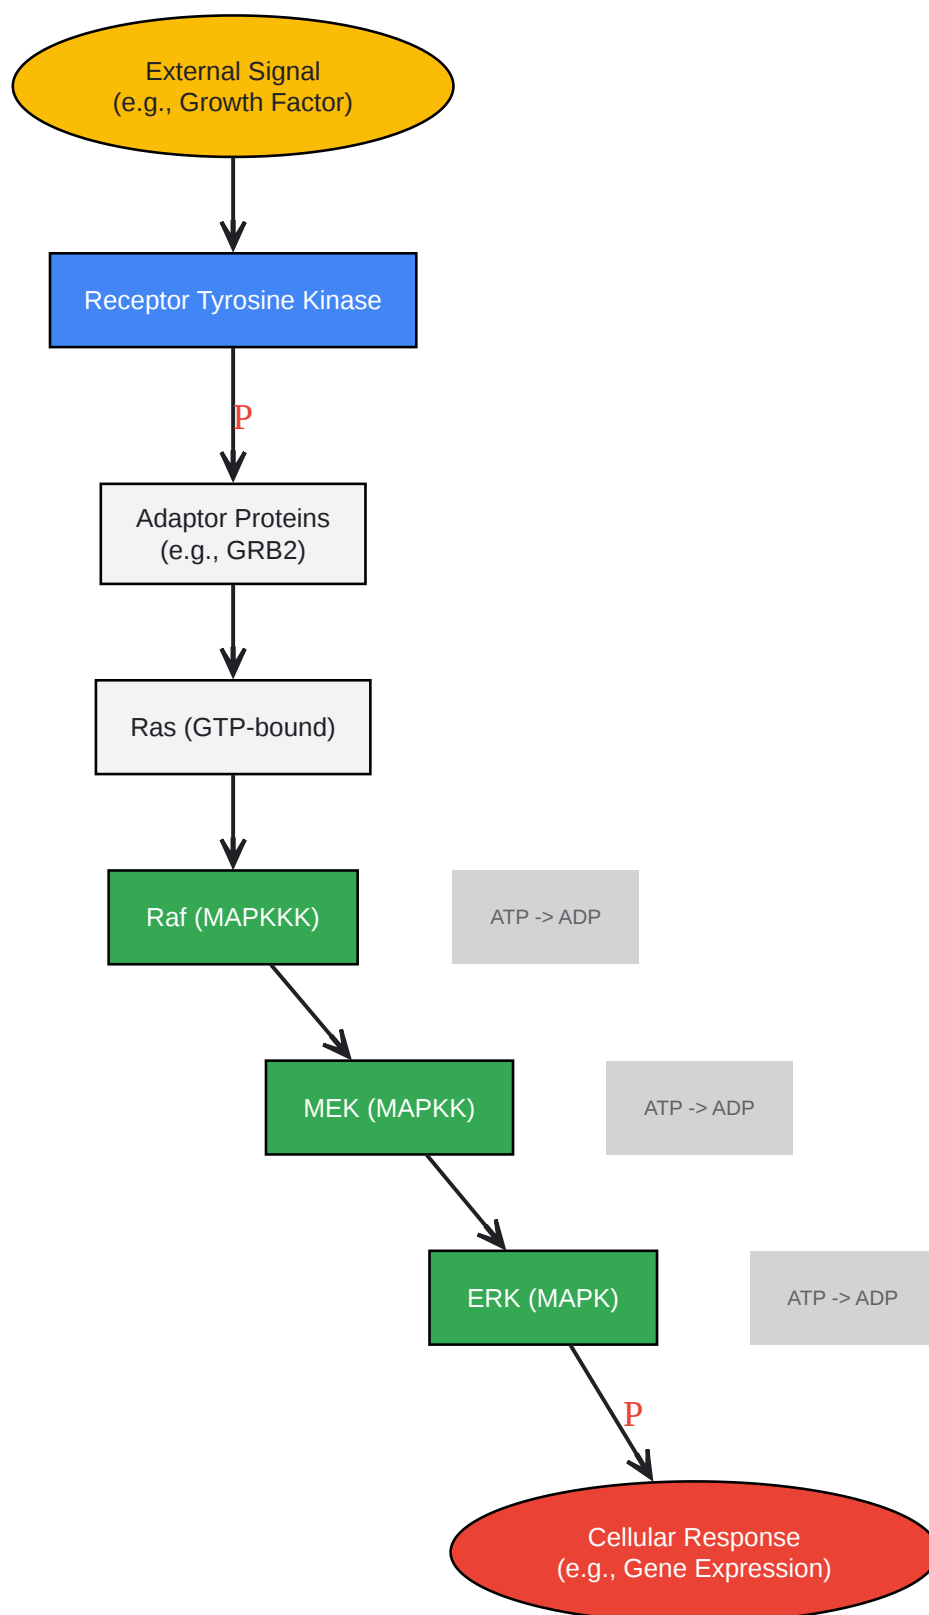 External Signal
(e.g., Growth Factor)
Receptor Tyrosine Kinase
P
Adaptor Proteins
(e.g., GRB2)
Ras (GTP-bound)
Raf (MAPKKK)
ATP -> ADP
MEK (MAPKK)
ATP -> ADP
ERK (MAPK)
ATP -> ADP
P
Cellular Response
(e.g., Gene Expression)